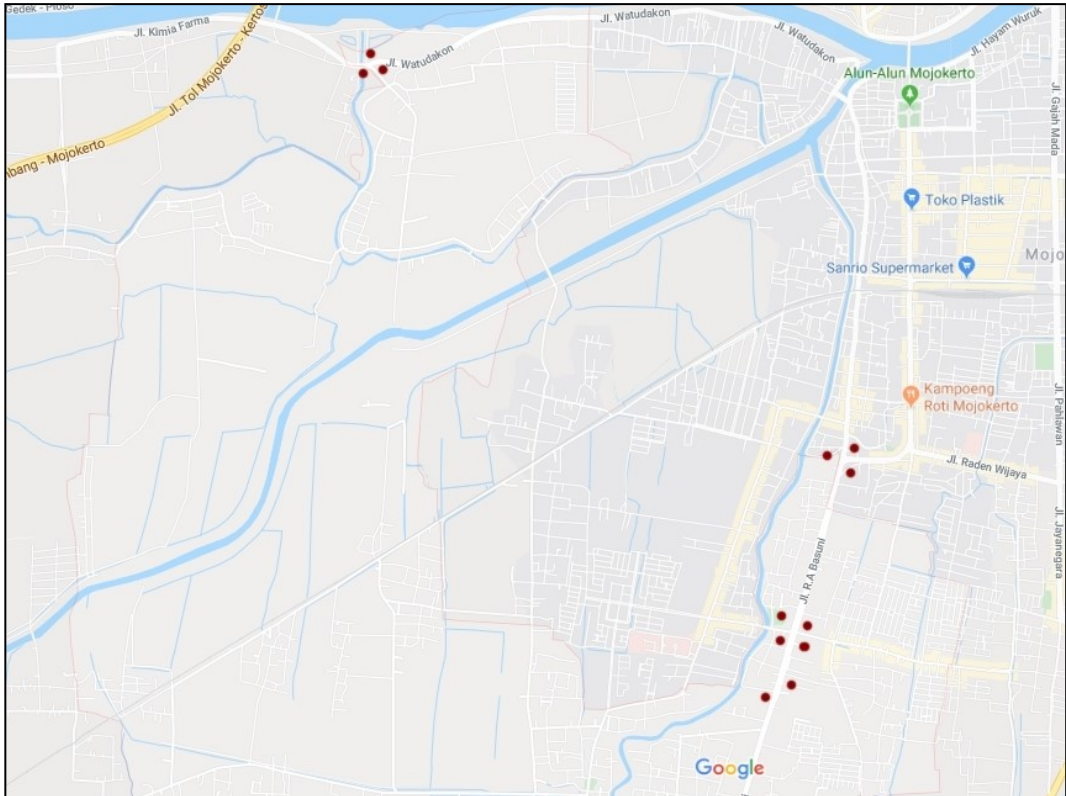 Gedek - Ploso
Jl. Kimia Farma
Jl. Watudakon
Jl. Watudakon
Jl. Watudakon
Jl. Hayam Wuruk
Jl. Tol Mojokerto - Kertos
Alun-Alun Mojokerto
Jl. Gajah Mada
mbang - Mojokerto
Toko Plastik
Mojo
Sanrio Supermarket
Kampoeng
Roti Mojokerto
Jl. Pahlawan
Jl. Raden Wijaya
Jl. R.A Basuni
Jl. Jayanegara
Google